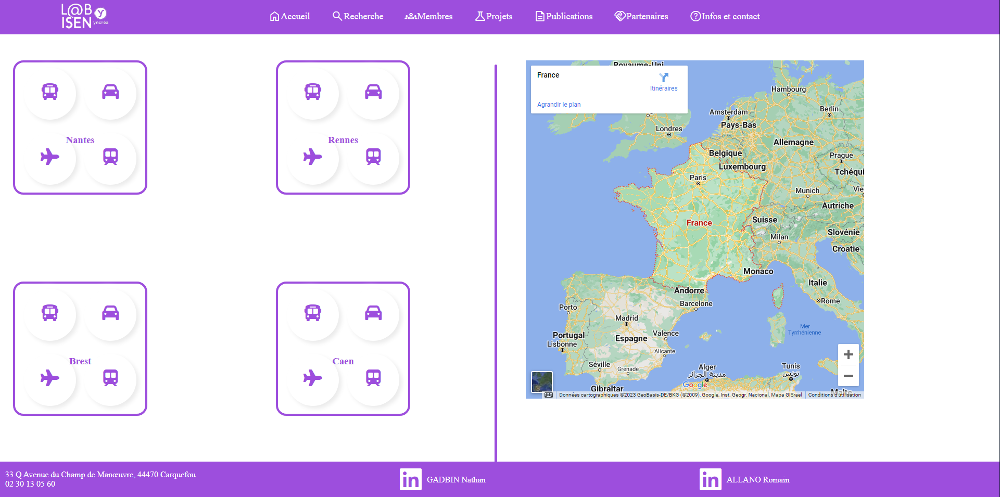 L@B
ISEN
yncréa
Accueil
Recherche
Membres
Projets
Publications
Partenaires
Infos et contact
Nantes
Rennes
Brest
Caen
France
Itinéraires
Agrandir le plan
Royaume-Uni
Hambourg
Berlin
Amsterdam
Pays-Bas
Londres
Allemagne
Belgique
Prague
Luxembourg
Tchéqui
Paris
Munich
Vie
Autriche
France
Suisse
Slovénie
Milan
Croatie
Monaco
Italie
Andorre
Barcelone
Rome
Porto
Madrid
Mer
Tyrrhénienne
Portugal
Espagne
Valence
Lisbonne
Alicante
Séville
Grenade
Alger
مدينة الجزائر
Tunis
تونس
Gibraltar
Google
Malte
Données cartographiques ©2023 GeoBasis-DE/BKG (©2009), Google, Inst. Geogr. Nacional, Mapa GISrael
Conditions d'utilisation
33 Q Avenue du Champ de Manœuvre, 44470 Carquefou
02 30 13 05 60
in
GADBIN Nathan
in
ALLANO Romain